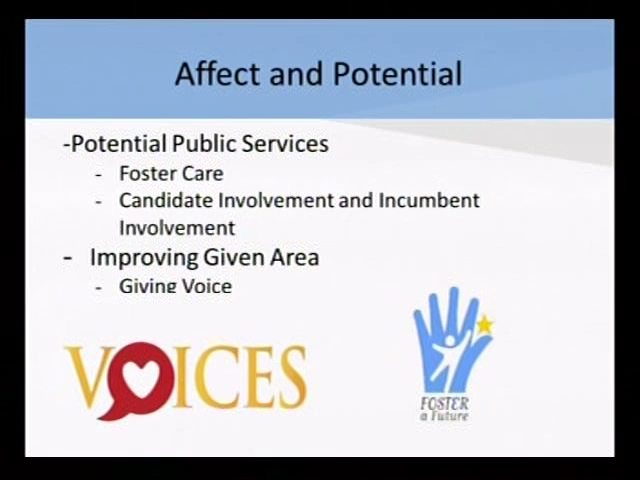 Affect and Potential
-Potential Public Services
- Foster Care
- Candidate Involvement and Incumbent
Involvement
- Improving Given Area
- Giving Voice
VOICES
FOSTER
a Future